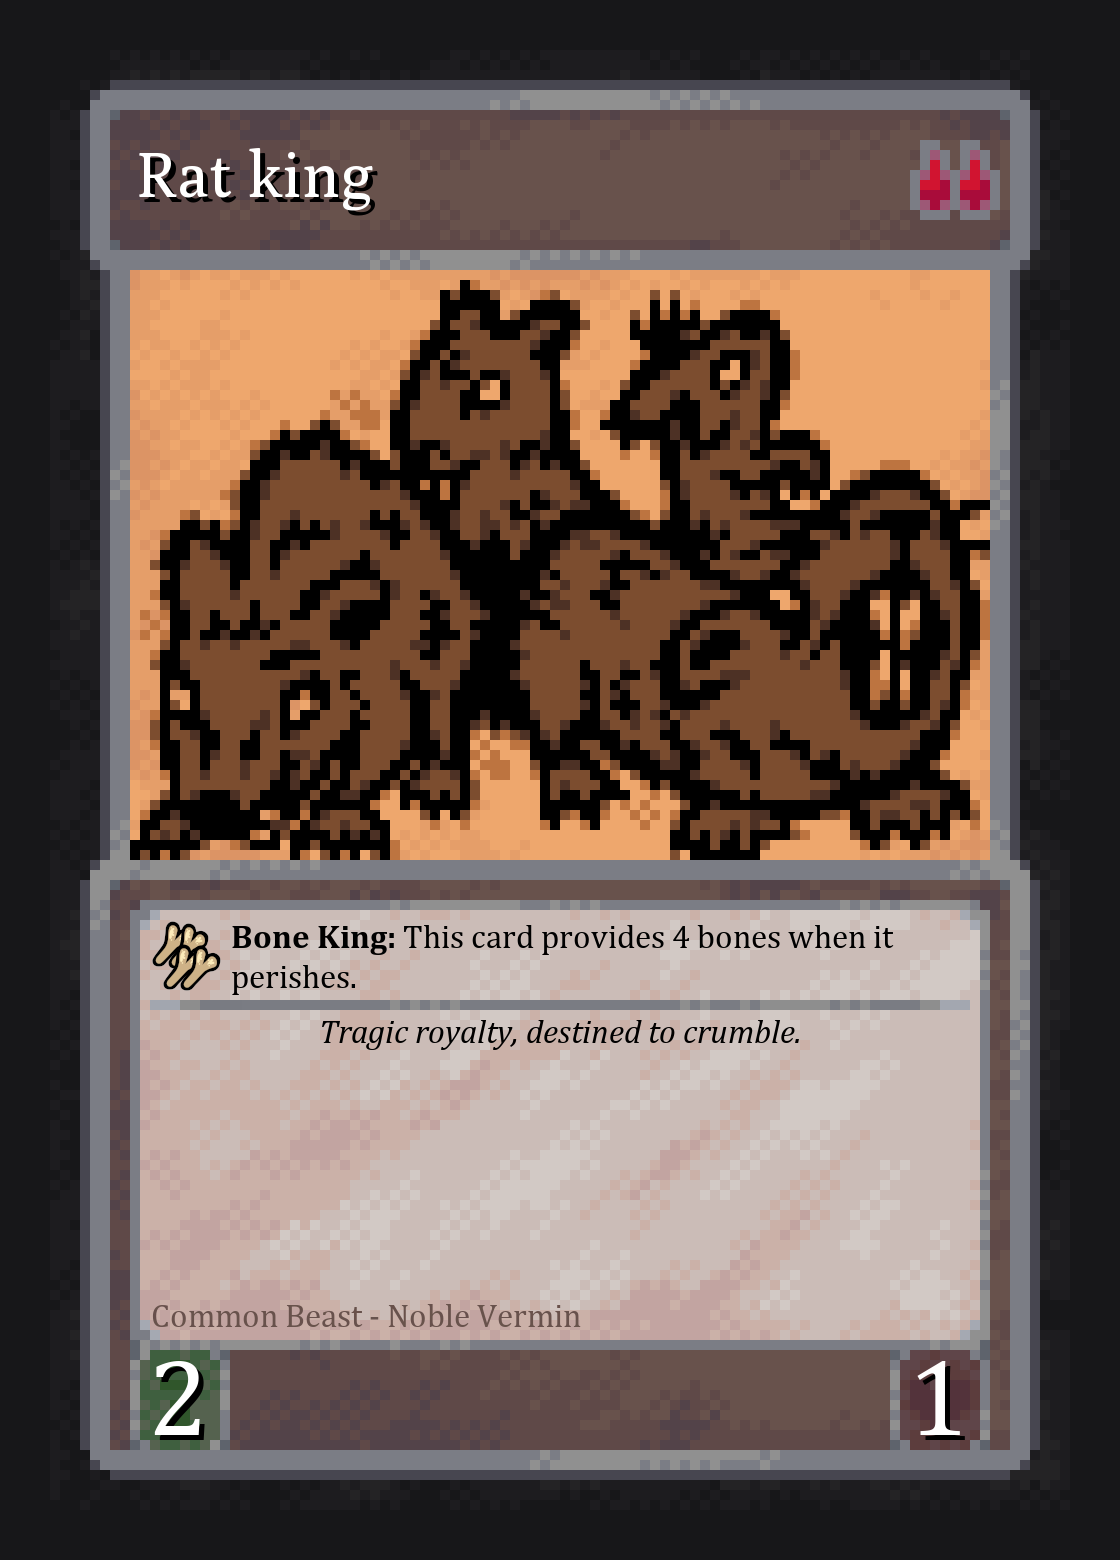 Rat king
Bone King: This card provides 4 bones when it
perishes.
Tragic royalty, destined to crumble.
Common Beast - Noble Vermin
2
1